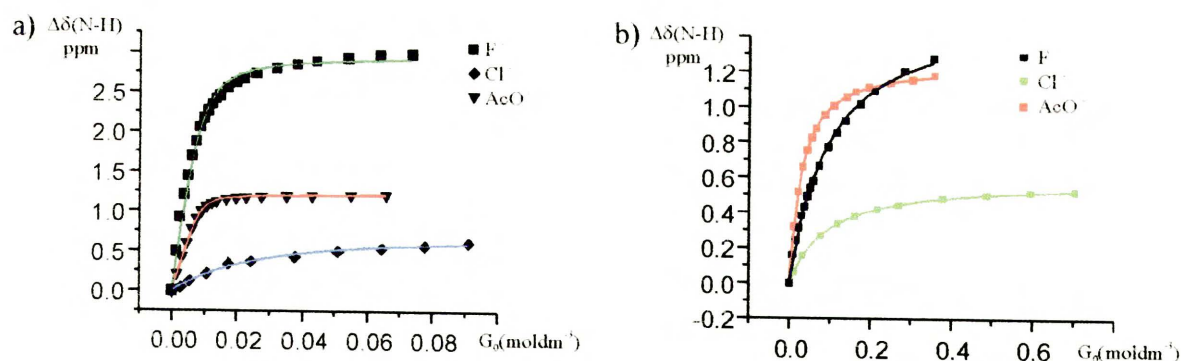 a)
Δδ(N-H)
ppm
2.5
2.0
1.5
1.0
0.5
0.0
0.00 0.02 0.04 0.06 0.08
G₀(moldm⁻³)
F
Cl⁻
AcO⁻
b)
Δδ(N-H)
ppm
1.2
1.0
0.8
0.6
0.4
0.2
0.0
-0.2
0.0 0.2 0.4 0.6
G₀(moldm⁻³)
F
Cl⁻
AcO⁻